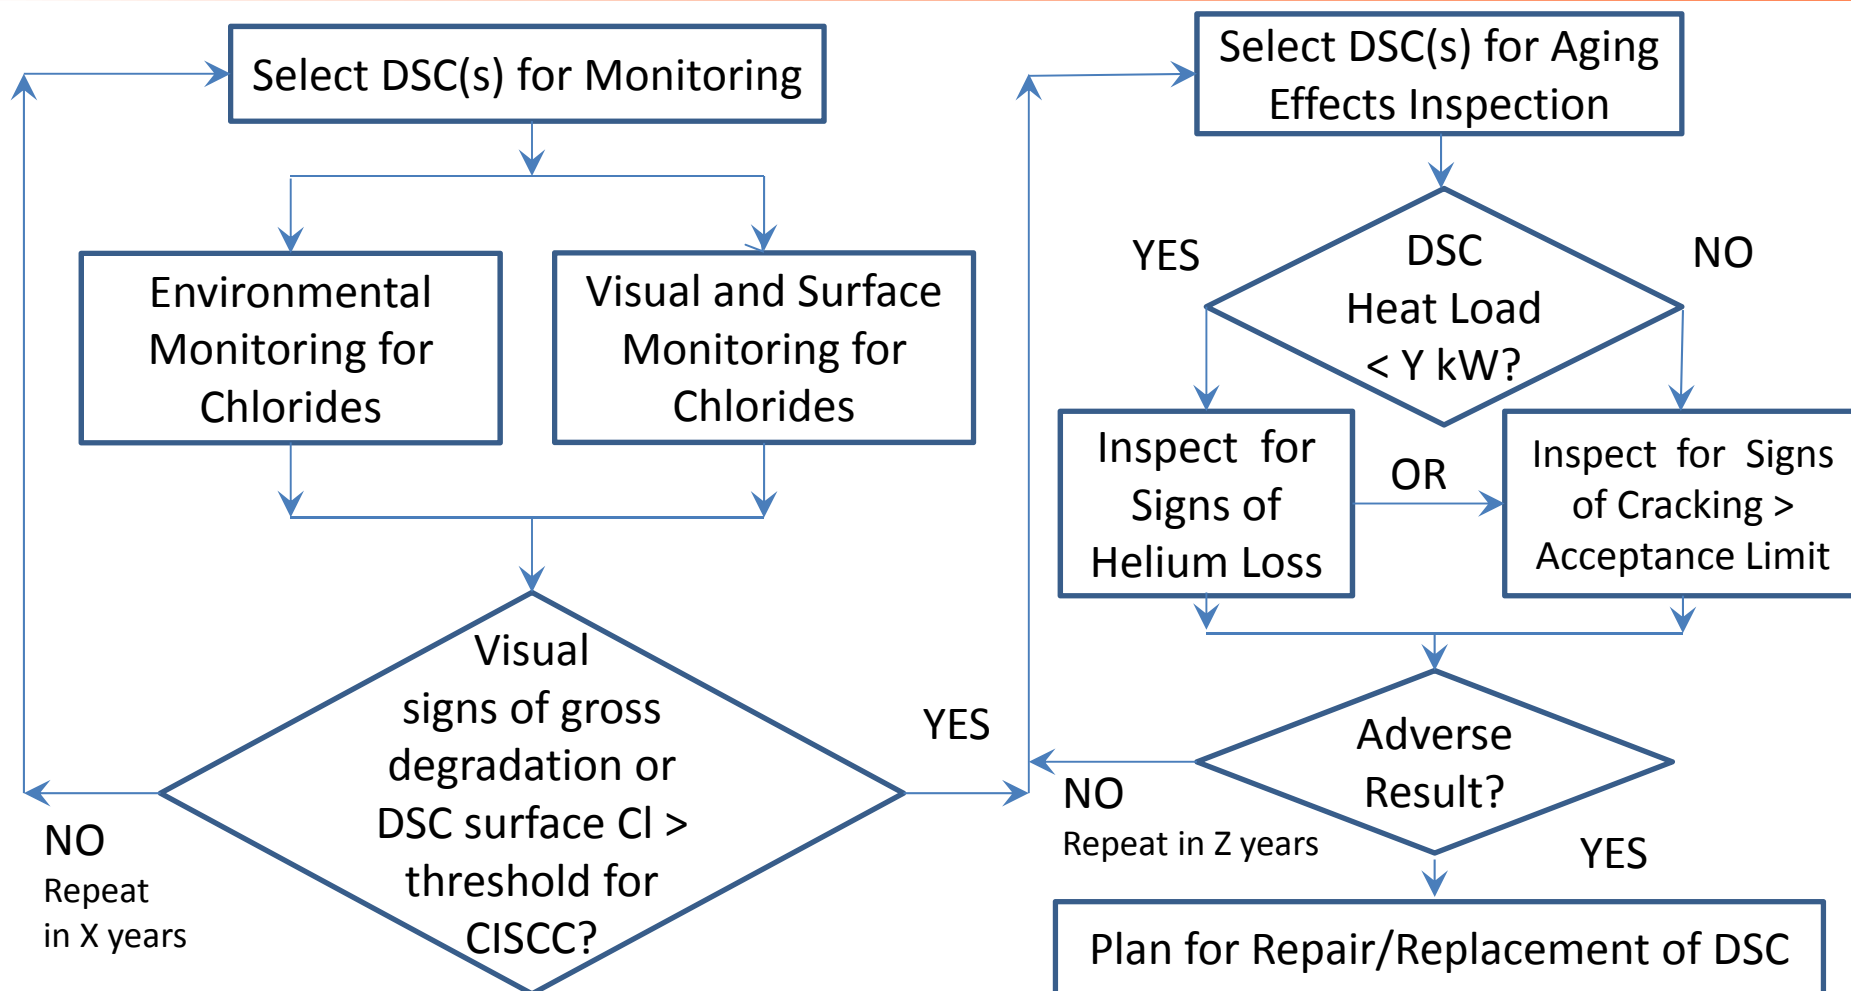 Select DSC(s) for Monitoring
Environmental
Monitoring for
Chlorides
Visual and Surface
Monitoring for
Chlorides
Visual
signs of gross
degradation or
DSC surface Cl >
threshold for
CISCC?
NO
Repeat
in X years
YES
Select DSC(s) for Aging
Effects Inspection
DSC
Heat Load
< Y kW?
YES
NO
Inspect for
Signs of
Helium Loss
OR
Inspect for Signs
of Cracking >
Acceptance Limit
Adverse
Result?
NO
Repeat in Z years
YES
Plan for Repair/Replacement of DSC